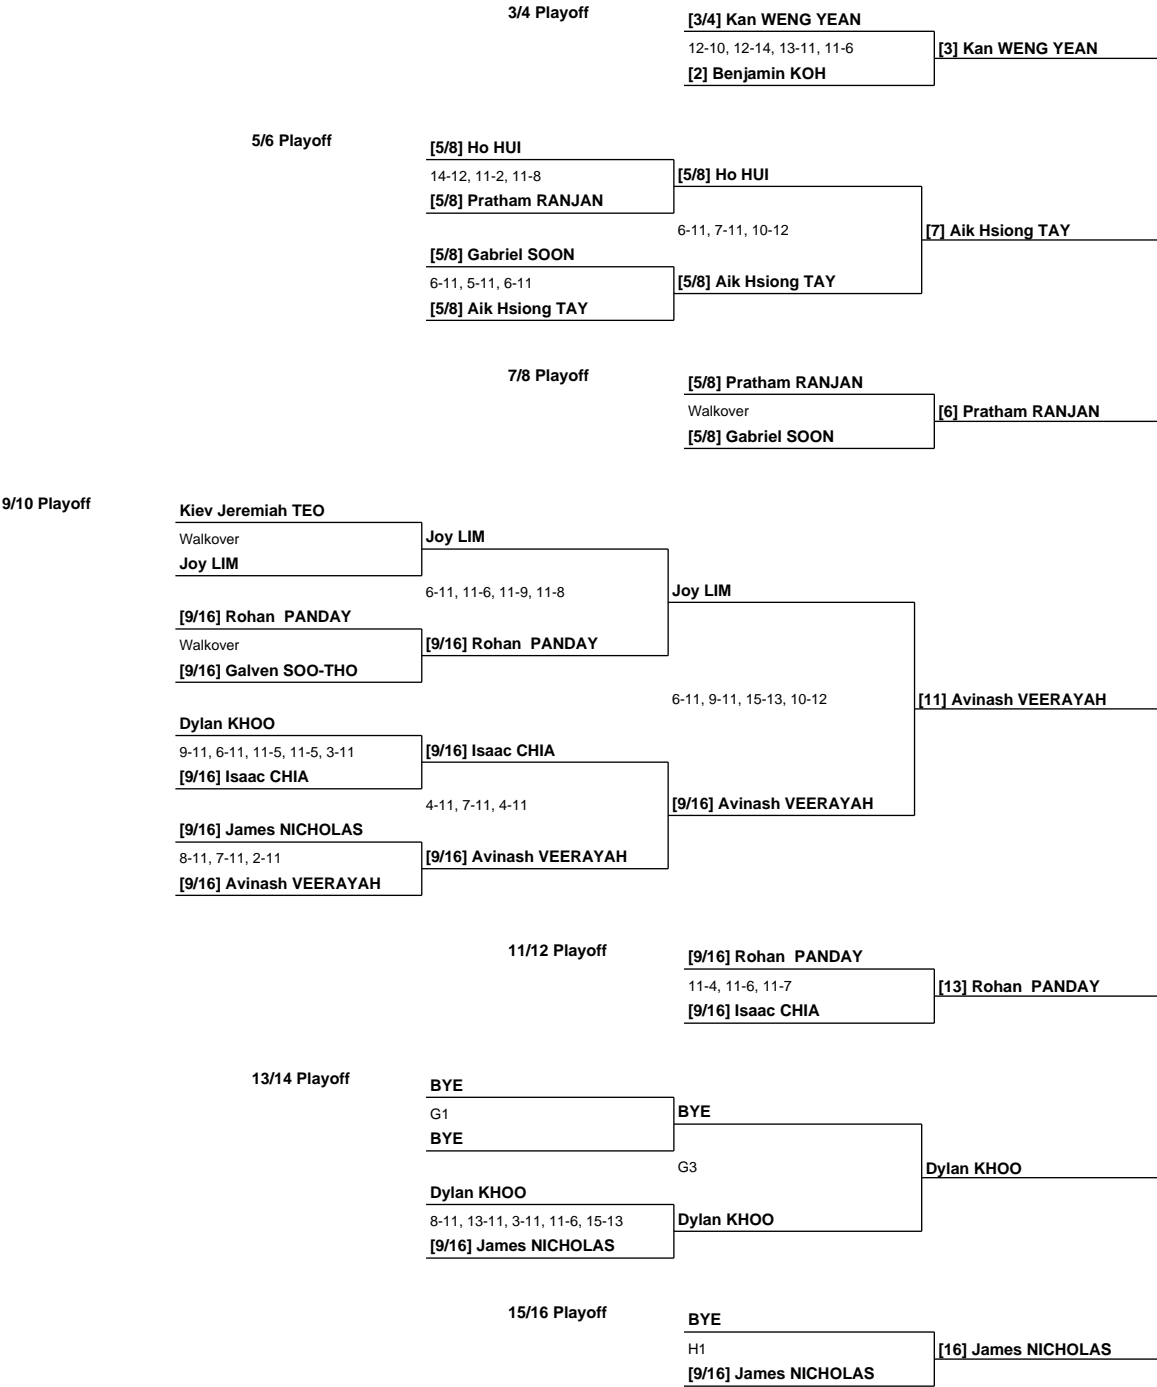 3/4 Playoff
[3/4] Kan WENG YEAN
12-10, 12-14, 13-11, 11-6
[3] Kan WENG YEAN
[2] Benjamin KOH
5/6 Playoff
[5/8] Ho HUI
14-12, 11-2, 11-8
[5/8] Ho HUI
[5/8] Pratham RANJAN
6-11, 7-11, 10-12
[7] Aik Hsiong TAY
[5/8] Gabriel SOON
6-11, 5-11, 6-11
[5/8] Aik Hsiong TAY
[5/8] Aik Hsiong TAY
7/8 Playoff
[5/8] Pratham RANJAN
Walkover
[6] Pratham RANJAN
[5/8] Gabriel SOON
9/10 Playoff
Kiev Jeremiah TEO
Walkover
Joy LIM
Joy LIM
6-11, 11-6, 11-9, 11-8
Joy LIM
[9/16] Rohan  PANDAY
Walkover
[9/16] Rohan  PANDAY
[9/16] Galven SOO-THO
6-11, 9-11, 15-13, 10-12
[11] Avinash VEERAYAH
Dylan KHOO
9-11, 6-11, 11-5, 11-5, 3-11
[9/16] Isaac CHIA
[9/16] Isaac CHIA
4-11, 7-11, 4-11
[9/16] Avinash VEERAYAH
[9/16] James NICHOLAS
8-11, 7-11, 2-11
[9/16] Avinash VEERAYAH
[9/16] Avinash VEERAYAH
11/12 Playoff
[9/16] Rohan  PANDAY
11-4, 11-6, 11-7
[13] Rohan  PANDAY
[9/16] Isaac CHIA
13/14 Playoff
BYE
G1
BYE
BYE
G3
Dylan KHOO
Dylan KHOO
8-11, 13-11, 3-11, 11-6, 15-13
Dylan KHOO
[9/16] James NICHOLAS
15/16 Playoff
BYE
H1
[16] James NICHOLAS
[9/16] James NICHOLAS